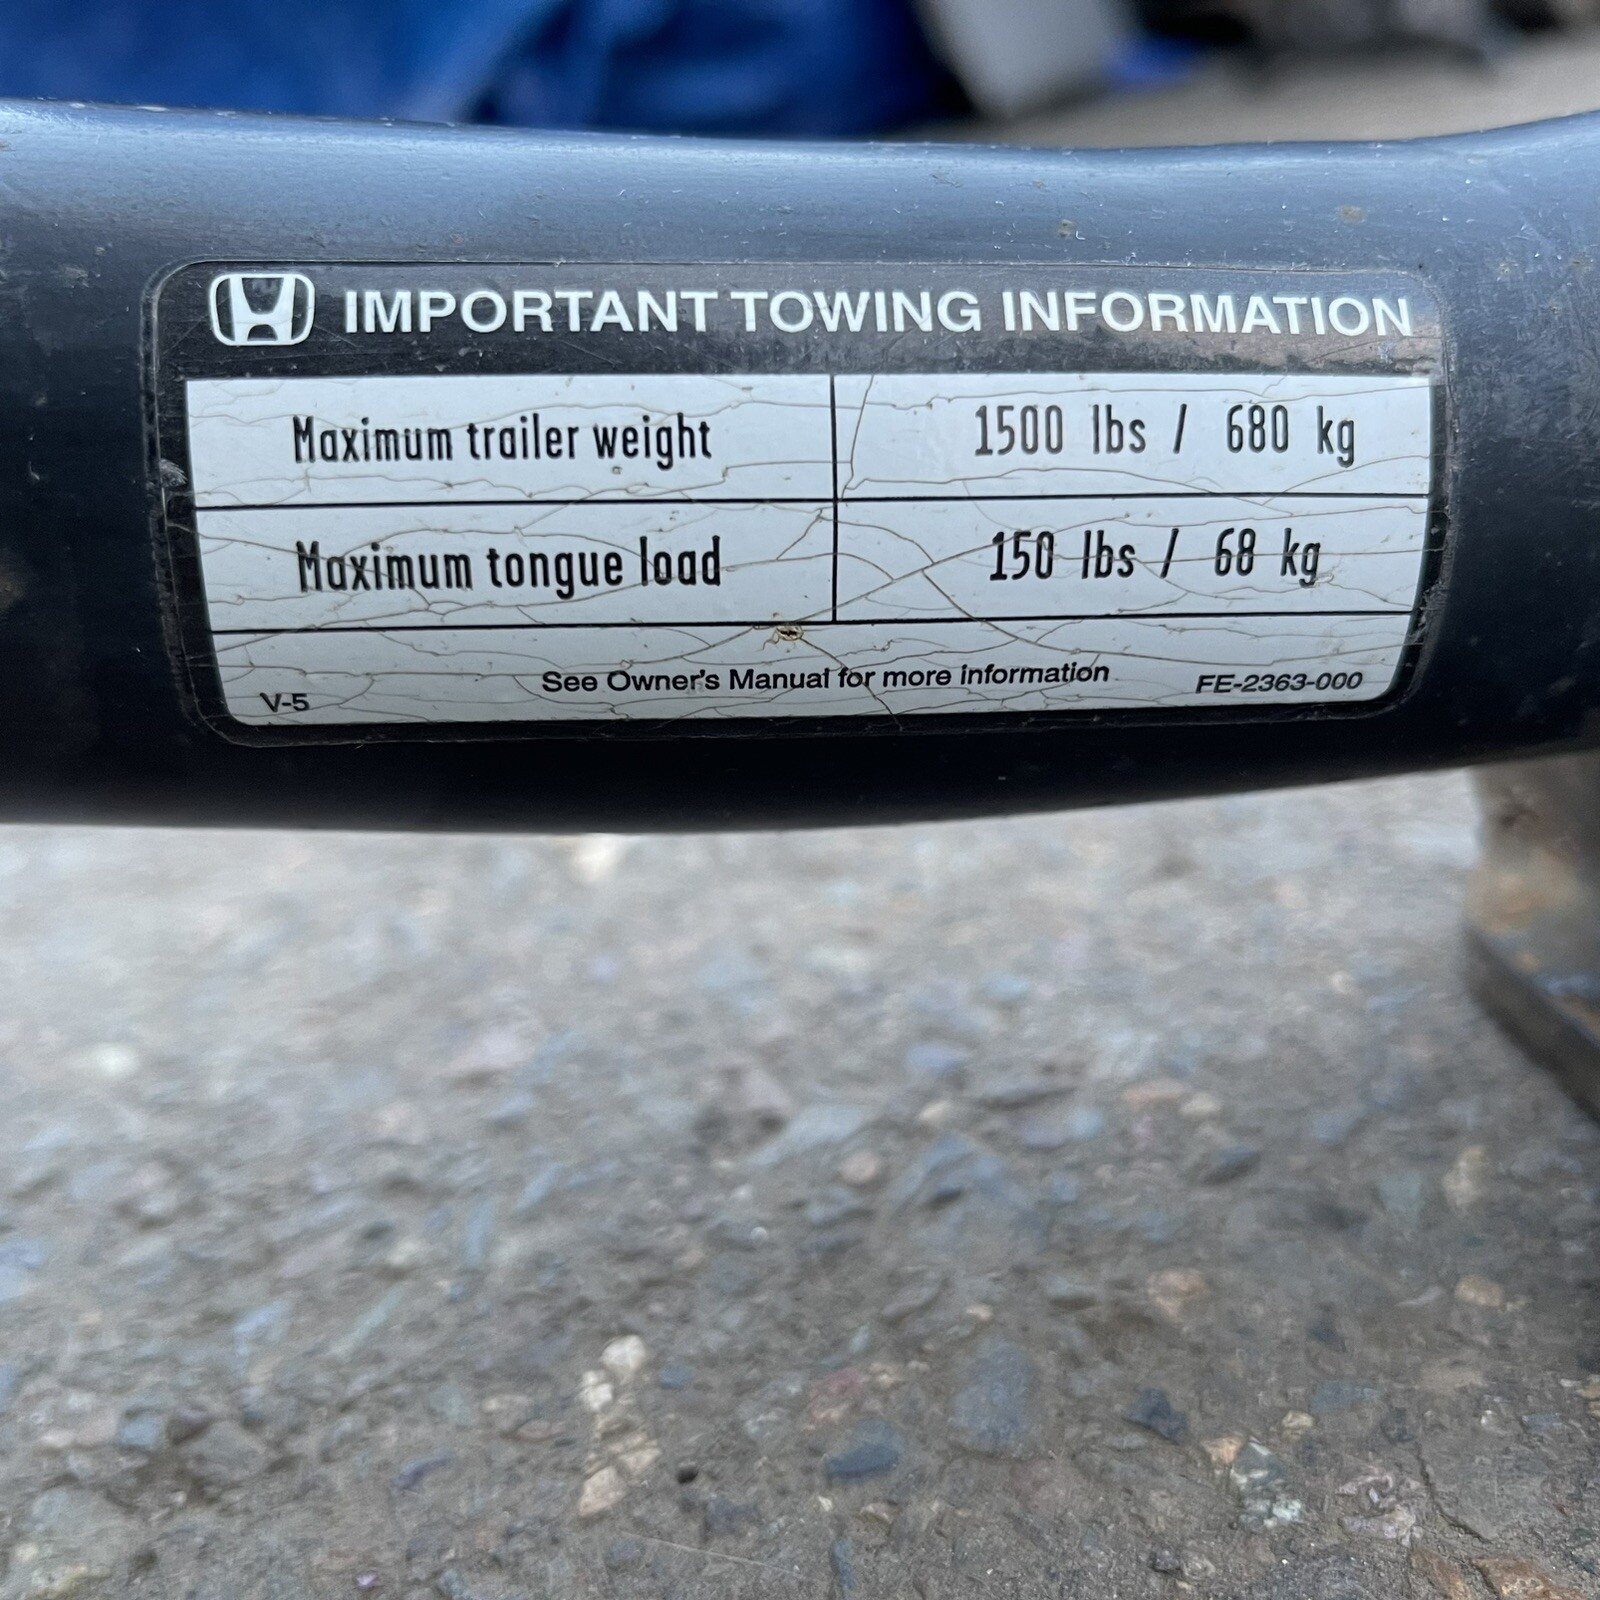 IMPORTANT TOWING INFORMATION
Maximum trailer weight 1500 lbs / 680 kg
Maximum tongue load 150 lbs / 68 kg
See Owner's Manual for more information
V-5 FE-2363-000